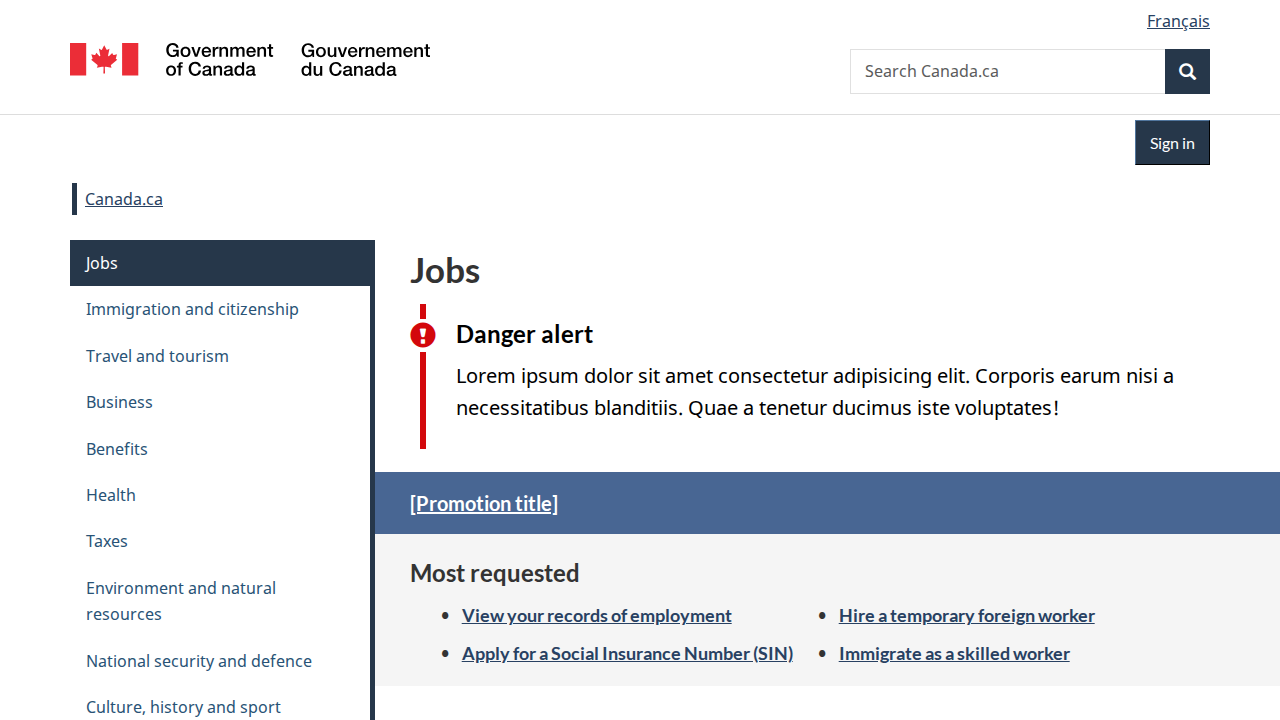 Français
Government of Canada
Gouvernement du Canada
Search Canada.ca
Sign in
Canada.ca
Jobs
Immigration and citizenship
Travel and tourism
Business
Benefits
Health
Taxes
Environment and natural
resources
National security and defence
Culture, history and sport
Jobs
Danger alert
Lorem ipsum dolor sit amet consectetur adipisicing elit. Corporis earum nisi a
necessitatibus blanditiis. Quae a tenetur ducimus iste voluptates!
[Promotion title]
Most requested
View your records of employment
Hire a temporary foreign worker
Apply for a Social Insurance Number (SIN)
Immigrate as a skilled worker